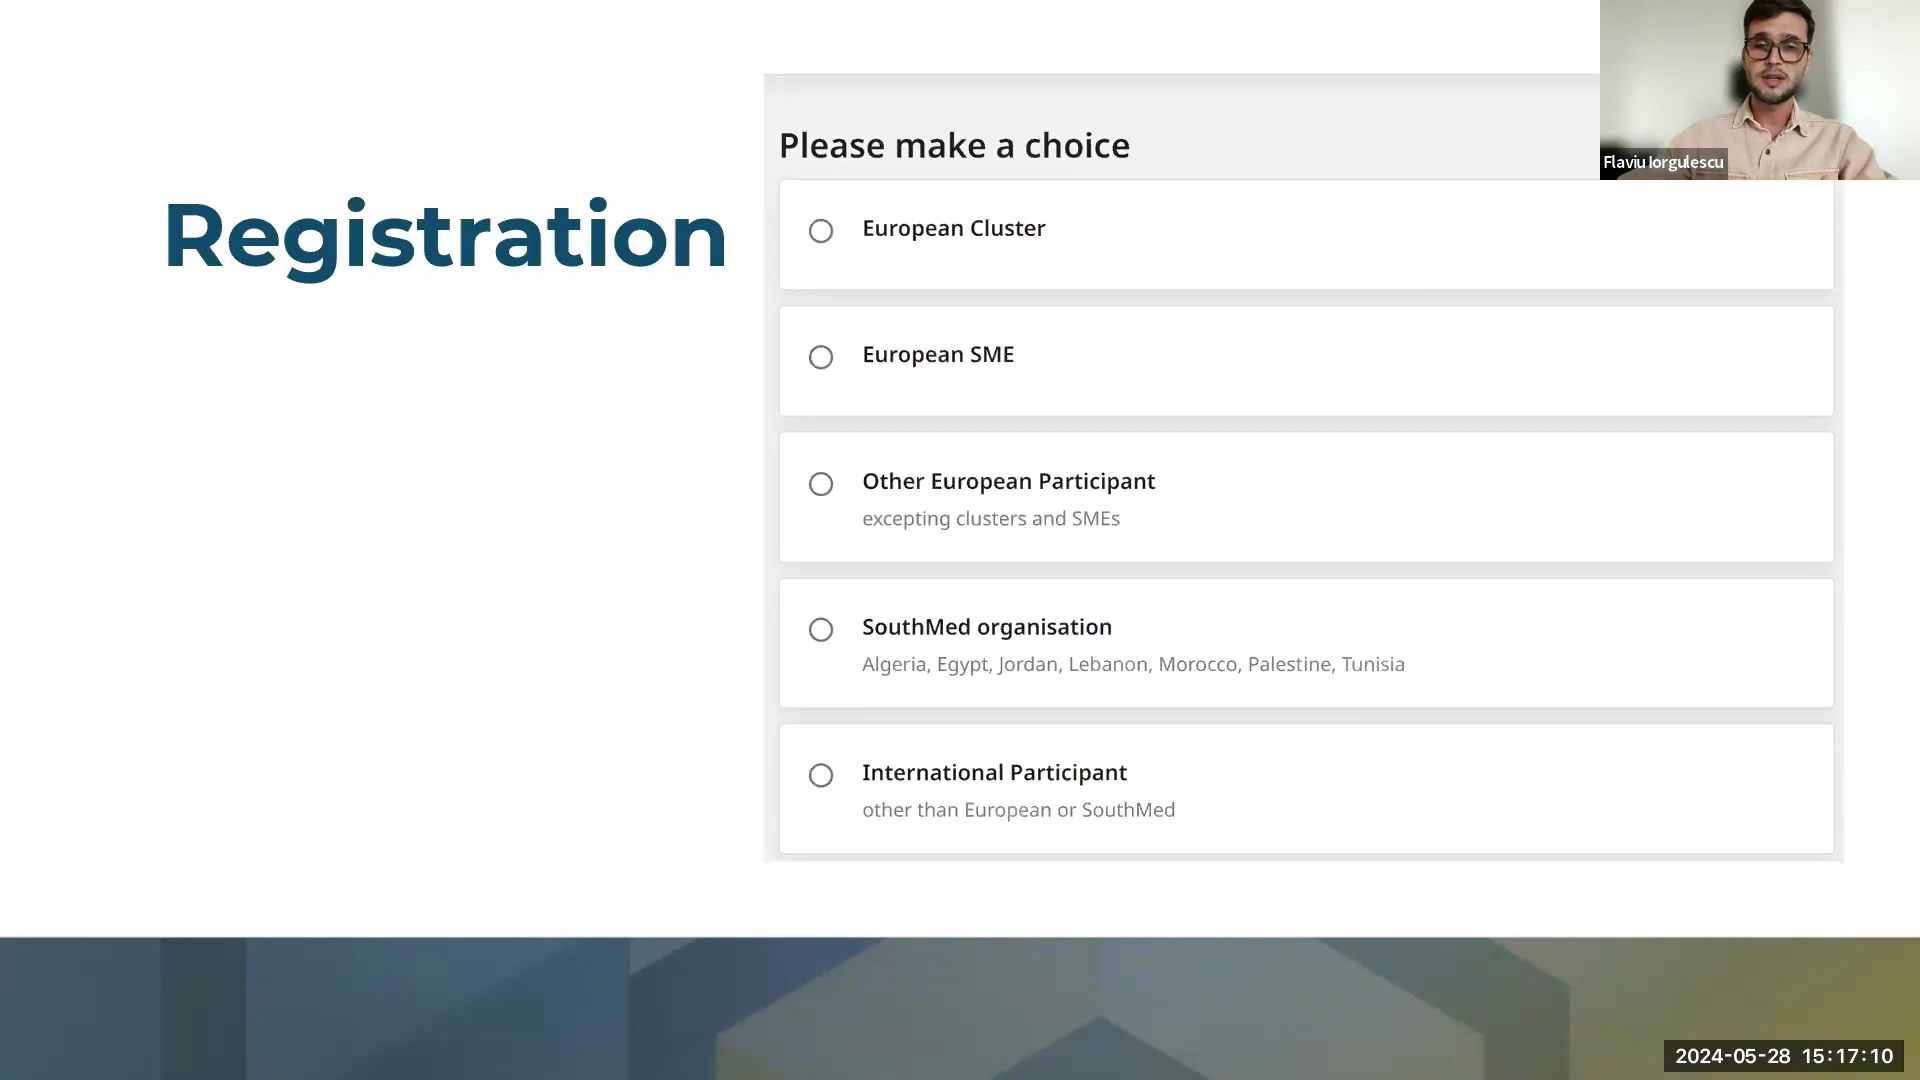 Registration
Please make a choice
European Cluster
European SME
Other European Participant
excepting clusters and SMEs
SouthMed organisation
Algeria, Egypt, Jordan, Lebanon, Morocco, Palestine, Tunisia
International Participant
other than European or SouthMed
Flaviu Iorgulescu
2024-05-28 15:17:10